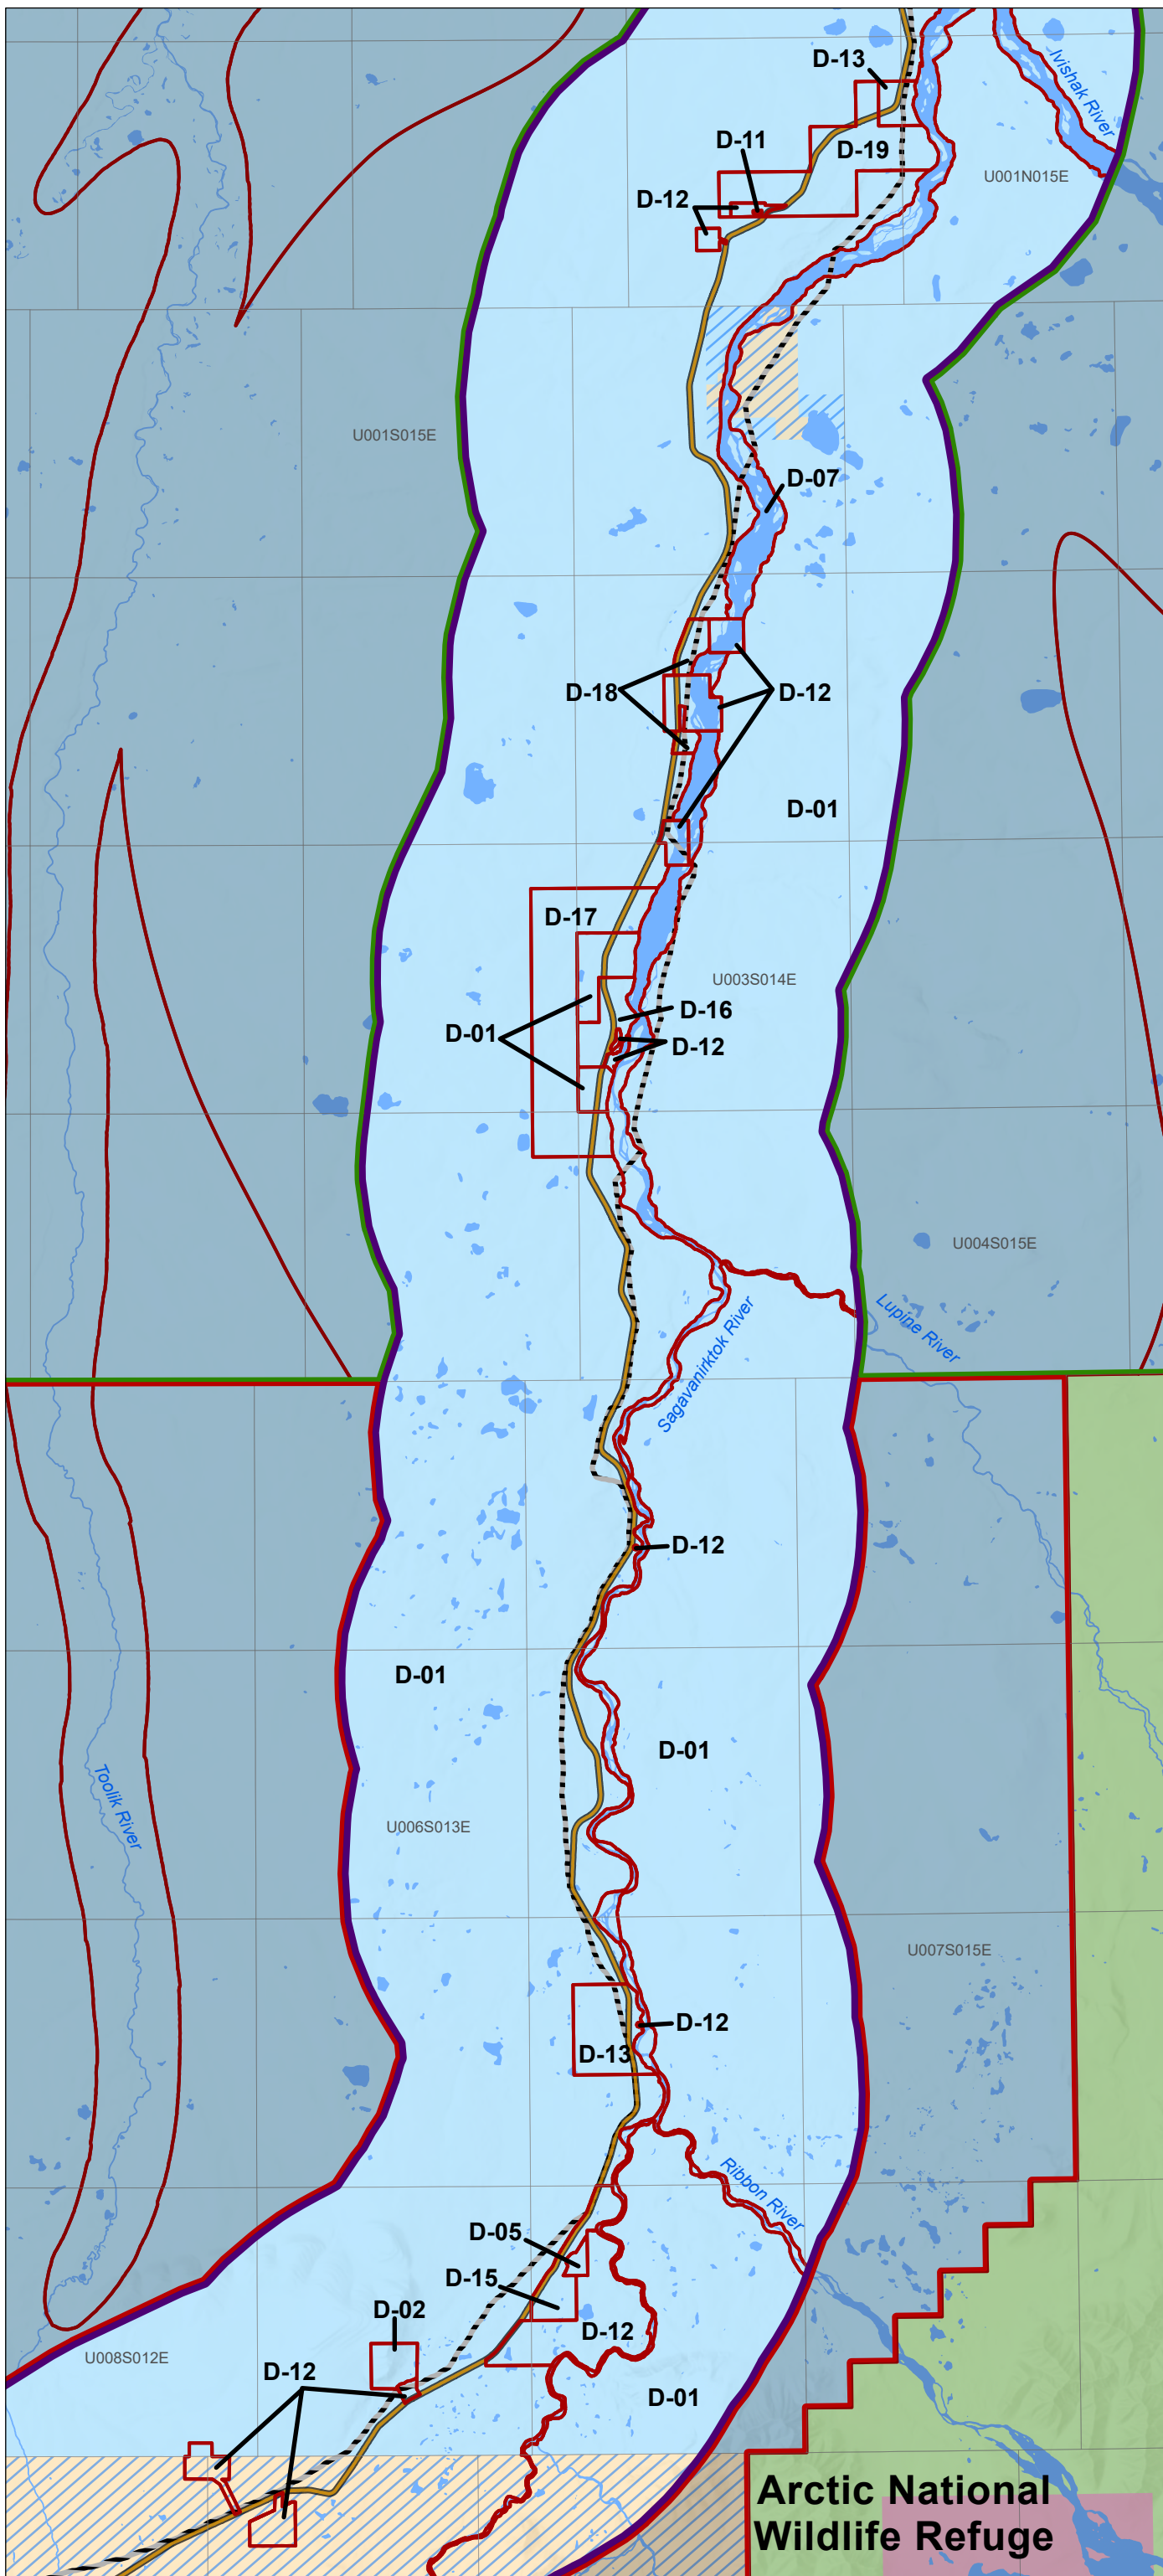 D-13
Ivishak River
D-11
D-19
U001N015E
D-12
U001S015E
D-07
D-18
D-12
D-01
D-17
U003S014E
D-16
D-01
D-12
U004S015E
Lupine River
Sagavanirktok River
D-12
D-01
D-01
Toolik River
U006S013E
U007S015E
D-12
D-13
Ribbon River
D-05
D-15
D-02
D-12
U008S012E
D-12
D-01
Arctic National
Wildlife Refuge